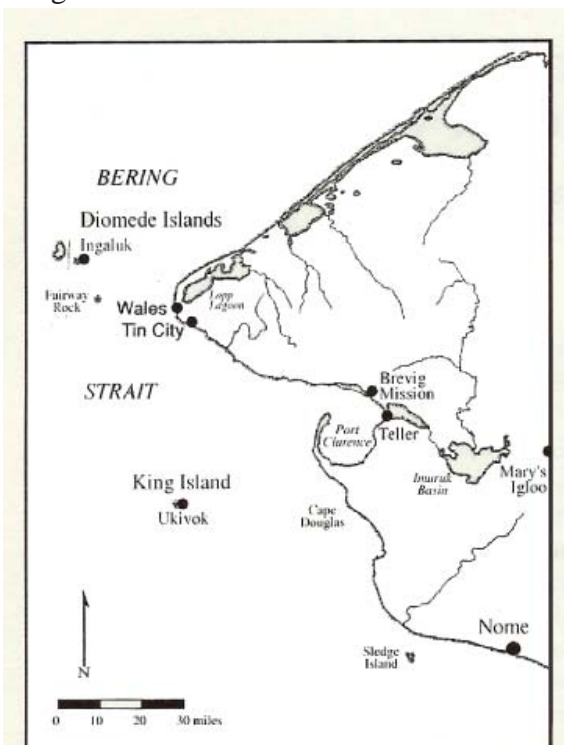 BERING
Diomede Islands
Ingaluk
Fairway
Rock
Lopp
Lagoon
Wales
Tin City
STRAIT
Brevig
Mission
Port
Clarence
Teller
King Island
Ukivok
Imuruk
Basin
Mary's
Igloo
Cape
Douglas
Nome
Sledge
Island
N
0 10 20 30 miles